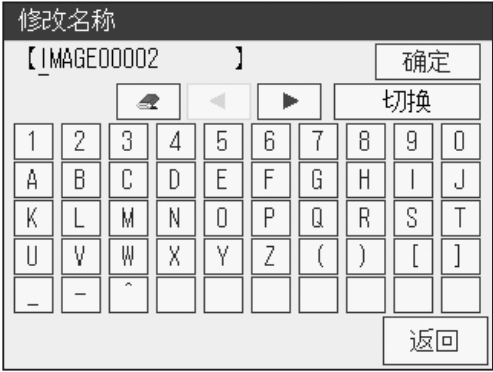 修改名称
【IMAGE00002 】 确定
◀ ▶ 切换
1 2 3 4 5 6 7 8 9 0
A B C D E F G H I J
K L M N O P Q R S T
U V W X Y Z ( ) [ ]
_ - ^
返回